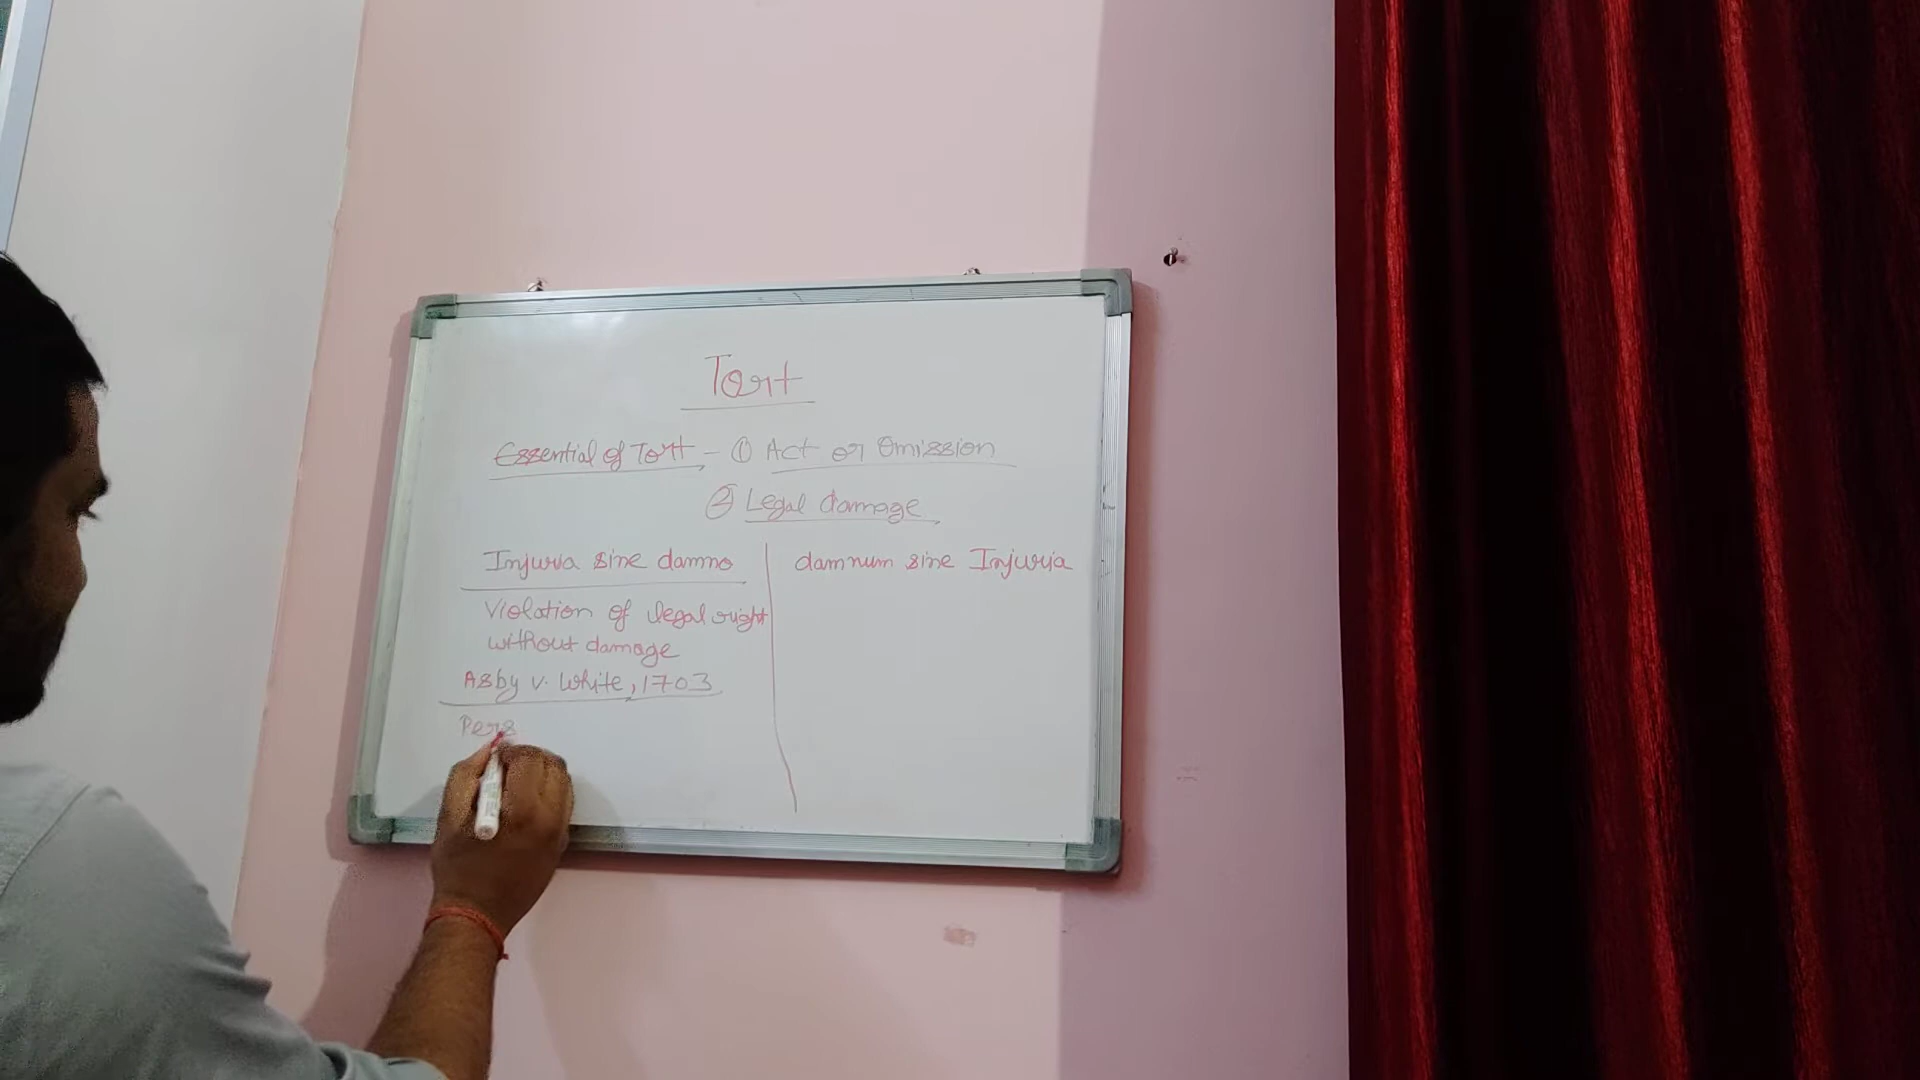 Tort
Essential of Tort - ① Act or Omission
② Legal damage
Injuria sine damno
damnum sine Injuria
Violation of legal right
without damage
Asby v. White, 1703
Pers